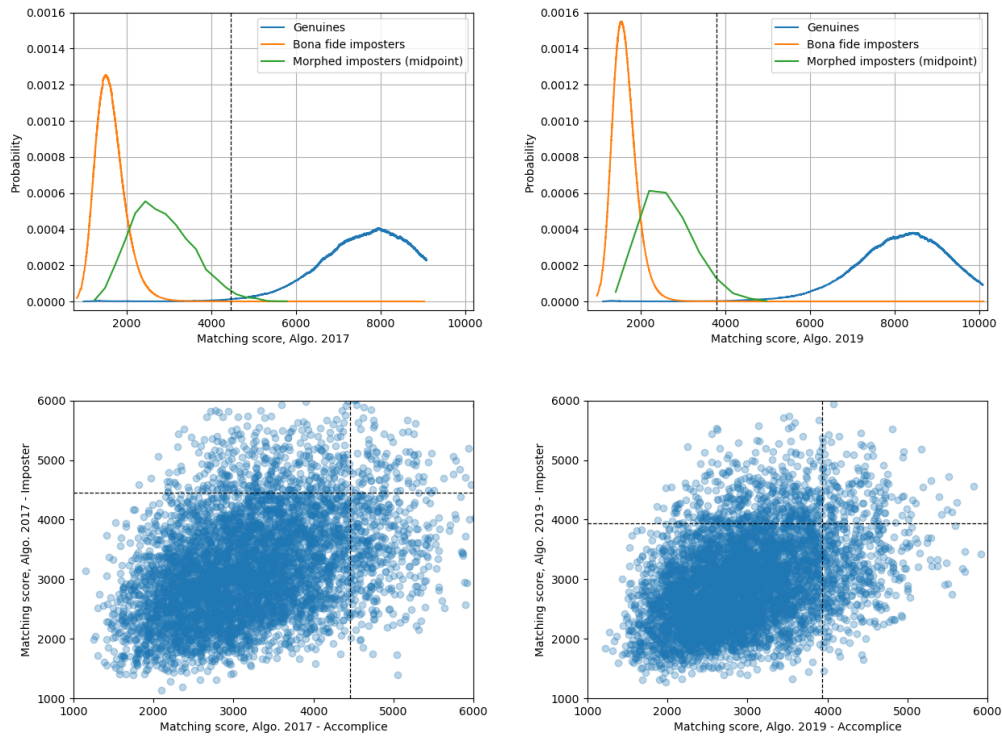 0.0016
0.0014
0.0012
0.0010
0.0008
0.0006
0.0004
0.0002
0.0000
Probability
Genuines
Bona fide imposters
Morphed imposters (midpoint)
2000 4000 6000 8000 10000
Matching score, Algo. 2017
0.0016
0.0014
0.0012
0.0010
0.0008
0.0006
0.0004
0.0002
0.0000
Probability
Genuines
Bona fide imposters
Morphed imposters (midpoint)
2000 4000 6000 8000 10000
Matching score, Algo. 2019
6000
5000
4000
3000
2000
1000
Matching score, Algo. 2017 - Imposter
1000 2000 3000 4000 5000 6000
Matching score, Algo. 2017 - Accomplice
6000
5000
4000
3000
2000
1000
Matching score, Algo. 2019 - Imposter
1000 2000 3000 4000 5000 6000
Matching score, Algo. 2019 - Accomplice